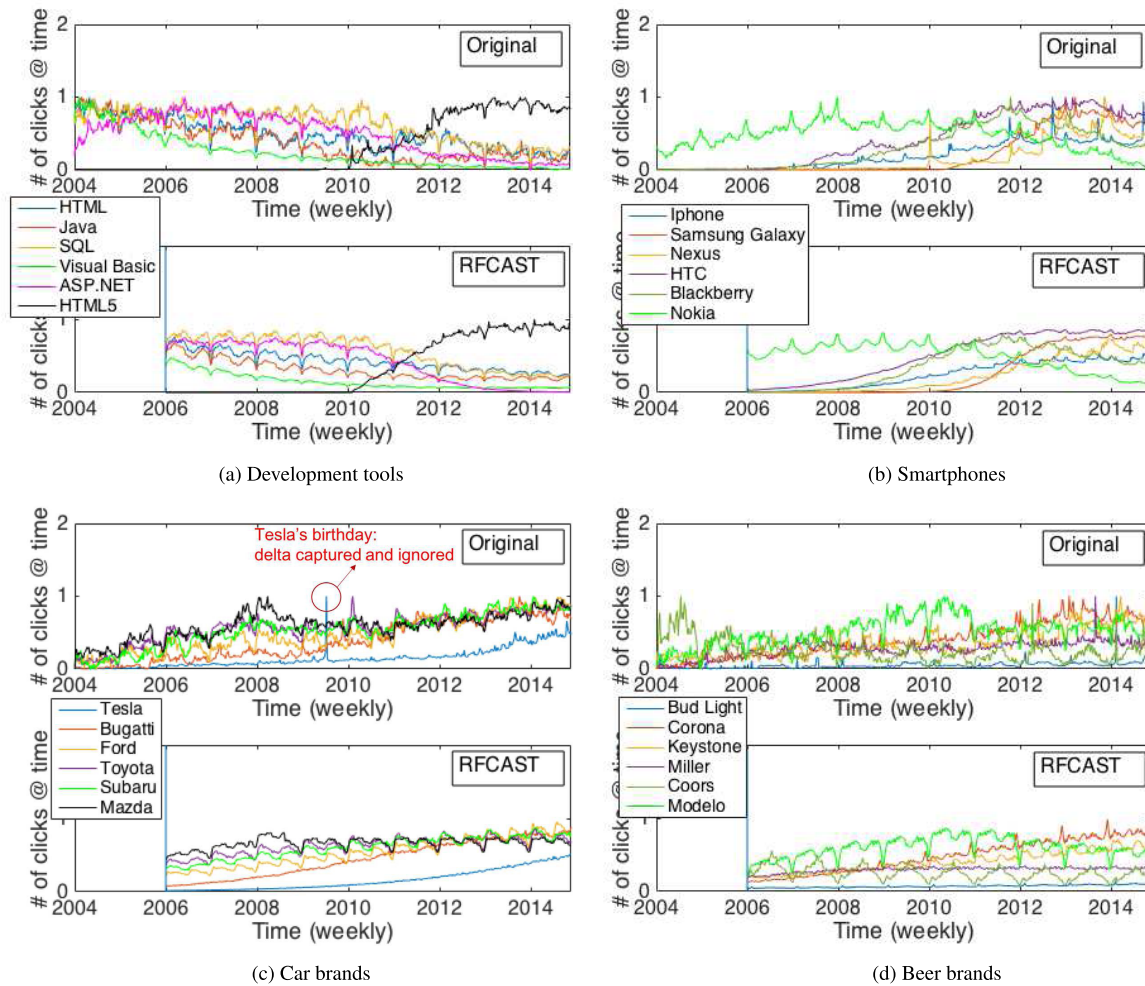 2
Original
1
0
# of clicks @ time
2004 2006 2008 2010 2012 2014
Time (weekly)
HTML
Java
SQL
Visual Basic
ASP.NET
HTML5
RFCAST
1
0
# of clicks @ time
2004 2006 2008 2010 2012 2014
Time (weekly)
(a) Development tools
2
Original
1
0
# of clicks @ time
2004 2006 2008 2010 2012 2014
Time (weekly)
Iphone
Samsung Galaxy
Nexus
HTC
Blackberry
Nokia
RFCAST
0
# of clicks @ time
2004 2006 2008 2010 2012 2014
Time (weekly)
(b) Smartphones
2
Tesla's birthday:
delta captured and ignored
Original
1
0
# of clicks @ time
2004 2006 2008 2010 2012 2014
Time (weekly)
Tesla
Bugatti
Ford
Toyota
Subaru
Mazda
RFCAST
0
# of clicks @ time
2004 2006 2008 2010 2012 2014
Time (weekly)
(c) Car brands
2
Original
1
0
# of clicks @ time
2004 2006 2008 2010 2012 2014
Time (weekly)
Bud Light
Corona
Keystone
Miller
Coors
Modelo
RFCAST
0
# of clicks @ time
2004 2006 2008 2010 2012 2014
Time (weekly)
(d) Beer brands